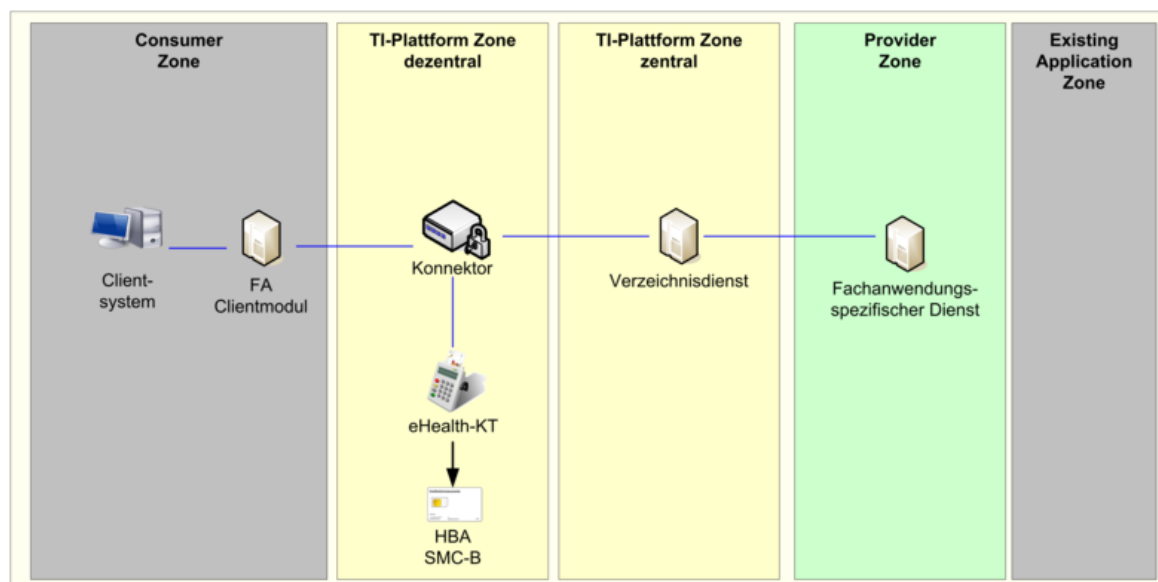 Consumer
Zone
TI-Plattform Zone
dezentral
TI-Plattform Zone
zentral
Provider
Zone
Existing
Application
Zone
Client-
system
FA
Clientmodul
Konnektor
Verzeichnisdienst
Fachanwendungs-
spezifischer Dienst
eHealth-KT
HBA
SMC-B